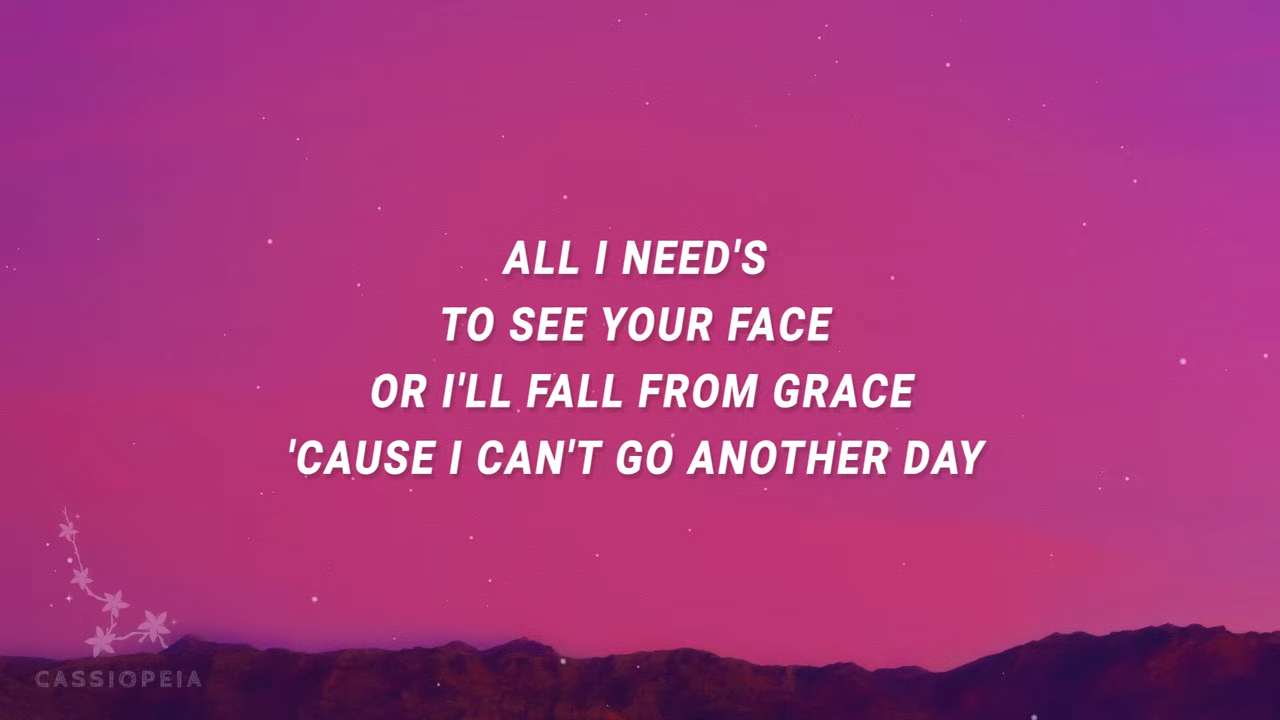 ALL I NEED'S
TO SEE YOUR FACE
OR I'LL FALL FROM GRACE
'CAUSE I CAN'T GO ANOTHER DAY
CASSIOPEIA